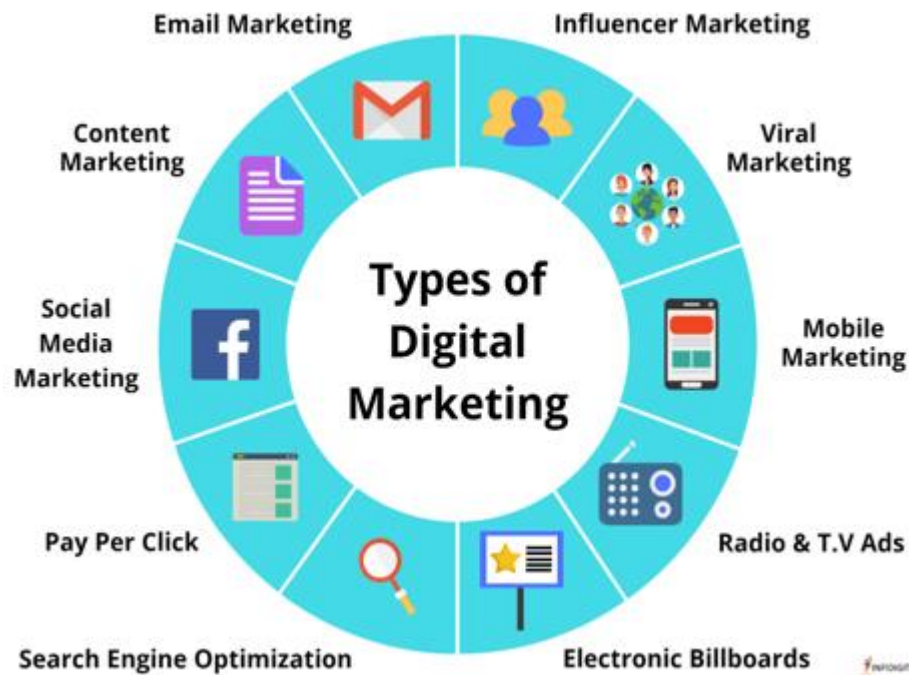 Email Marketing
Influencer Marketing
Content
Marketing
Viral
Marketing
Types of
Digital
Marketing
Social
Media
Marketing
Mobile
Marketing
Pay Per Click
Radio & T.V Ads
Search Engine Optimization
Electronic Billboards